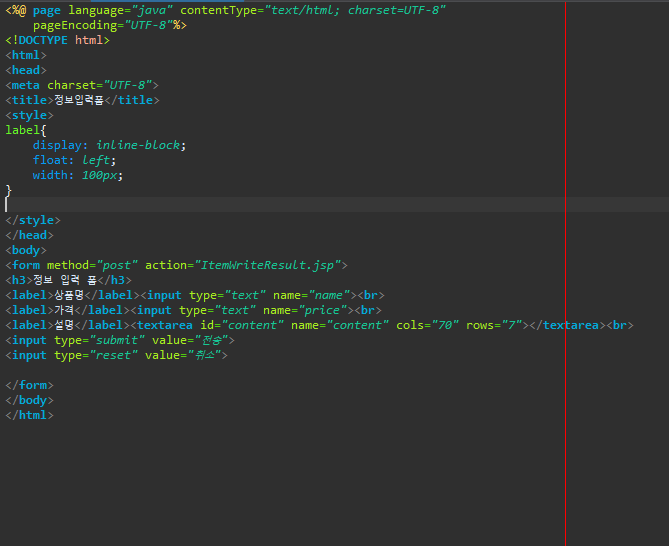 <%@ page language="java" contentType="text/html; charset=UTF-8"
    pageEncoding="UTF-8"%>
<!DOCTYPE html>
<html>
<head>
<meta charset="UTF-8">
<title>정보입력폼</title>
<style>
label{
    display: inline-block;
    float: left;
    width: 100px;
}
</style>
</head>
<body>
<form method="post" action="ItemWriteResult.jsp">
<h3>정보 입력 폼</h3>
<label>상품명</label><input type="text" name="name"><br>
<label>가격</label><input type="text" name="price"><br>
<label>설명</label><textarea id="content" name="content" cols="70" rows="7"></textarea><br>
<input type="submit" value="전송">
<input type="reset" value="취소">
</form>
</body>
</html>